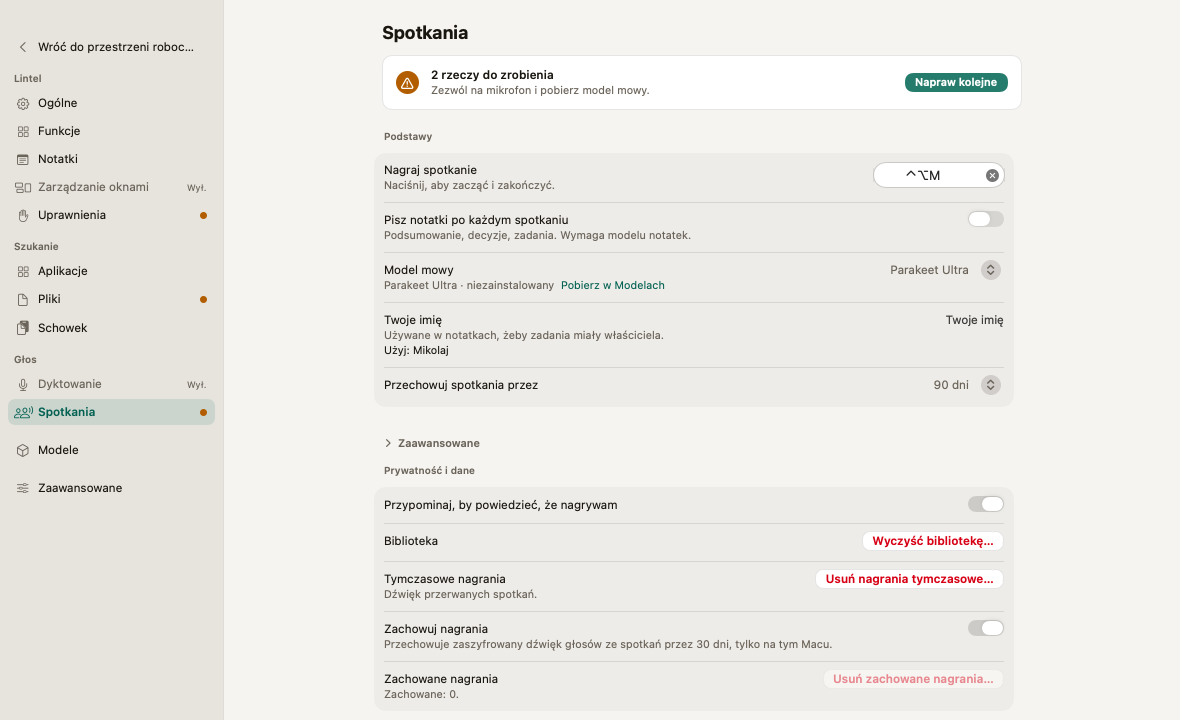 Wróć do przestrzeni roboc...
Lintel
Ogólne
Funkcje
Notatki
Zarządzanie oknami Wył.
Uprawnienia
Szukanie
Aplikacje
Pliki
Schowek
Głos
Dyktowanie Wył.
Spotkania
Modele
Zaawansowane
Spotkania
2 rzeczy do zrobienia
Zezwól na mikrofon i pobierz model mowy.
Napraw kolejne
Podstawy
Nagraj spotkanie
Naciśnij, aby zacząć i zakończyć.
⌃⌥M
Pisz notatki po każdym spotkaniu
Podsumowanie, decyzje, zadania. Wymaga modelu notatek.
Model mowy
Parakeet Ultra · niezainstalowany Pobierz w Modelach
Parakeet Ultra
Twoje imię
Używane w notatkach, żeby zadania miały właściciela.
Użyj: Mikolaj
Twoje imię
Przechowuj spotkania przez
90 dni
Zaawansowane
Prywatność i dane
Przypominaj, by powiedzieć, że nagrywam
Biblioteka
Wyczyść bibliotekę...
Tymczasowe nagrania
Dźwięk przerwanych spotkań.
Usuń nagrania tymczasowe...
Zachowuj nagrania
Przechowuje zaszyfrowany dźwięk głosów ze spotkań przez 30 dni, tylko na tym Macu.
Zachowane nagrania
Zachowane: 0.
Usuń zachowane nagrania...